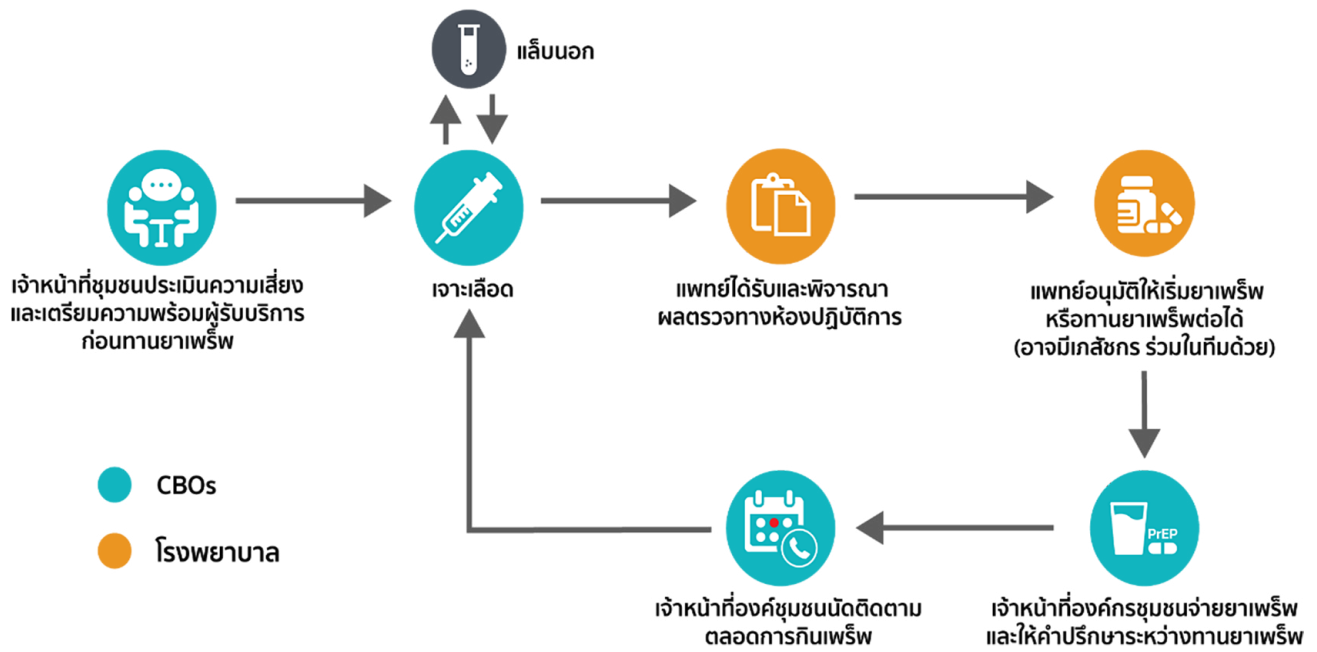 แล็บนอก
เจ้าหน้าที่ชุมชนประเมินความเสี่ยง
และเตรียมความพร้อมผู้รับบริการ
ก่อนทานยาเพร็พ
เจาะเลือด
แพทย์ได้รับและพิจารณา
ผลตรวจทางห้องปฏิบัติการ
แพทย์อนุมัติให้เริ่มยาเพร็พ
หรือทานยาเพร็พต่อได้
(อาจมีเภสัชกร ร่วมในทีมด้วย)
CBOs
โรงพยาบาล
เจ้าหน้าที่องค์ชุมชนนัดติดตาม
ตลอดการกินเพร็พ
PrEP
เจ้าหน้าที่องค์กรชุมชนจ่ายยาเพร็พ
และให้คำปรึกษาระหว่างทานยาเพร็พ